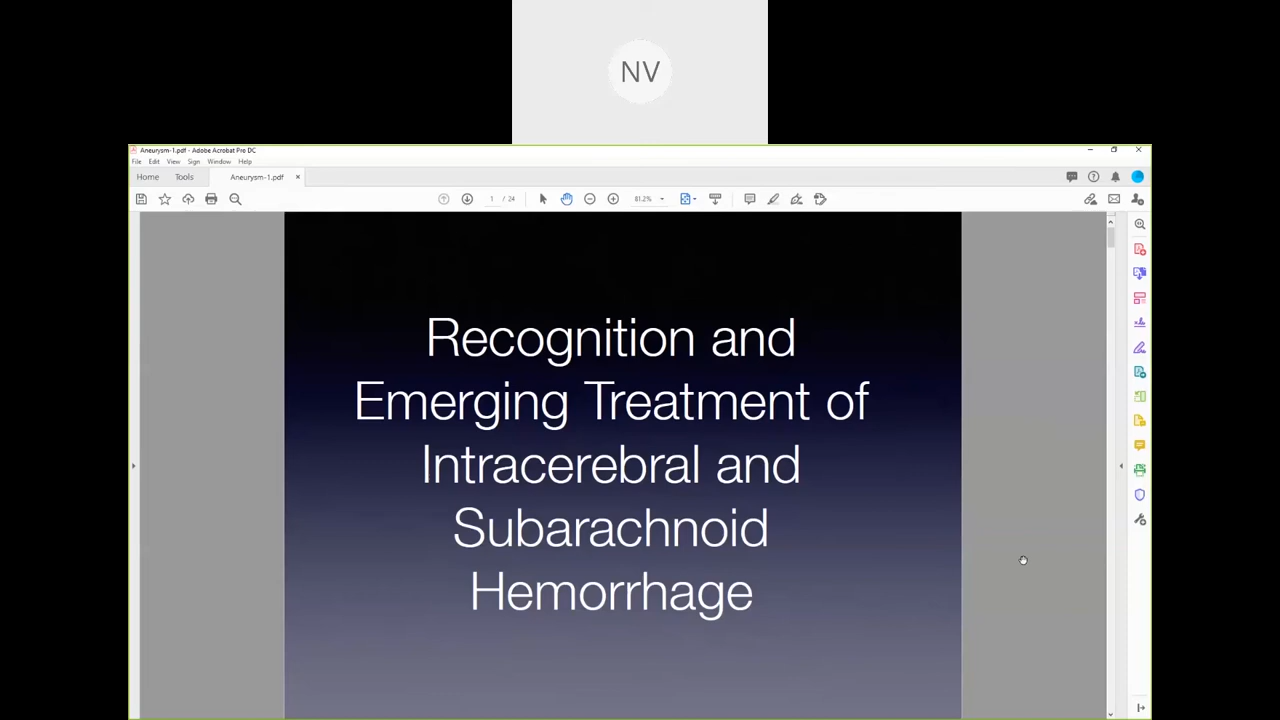 NV
Aneurysm-1.pdf - Adobe Acrobat Pro DC
File Edit View Sign Window Help
Home Tools Aneurysm-1.pdf ×
1 / 24 81.2%
Recognition and
Emerging Treatment of
Intracerebral and
Subarachnoid
Hemorrhage